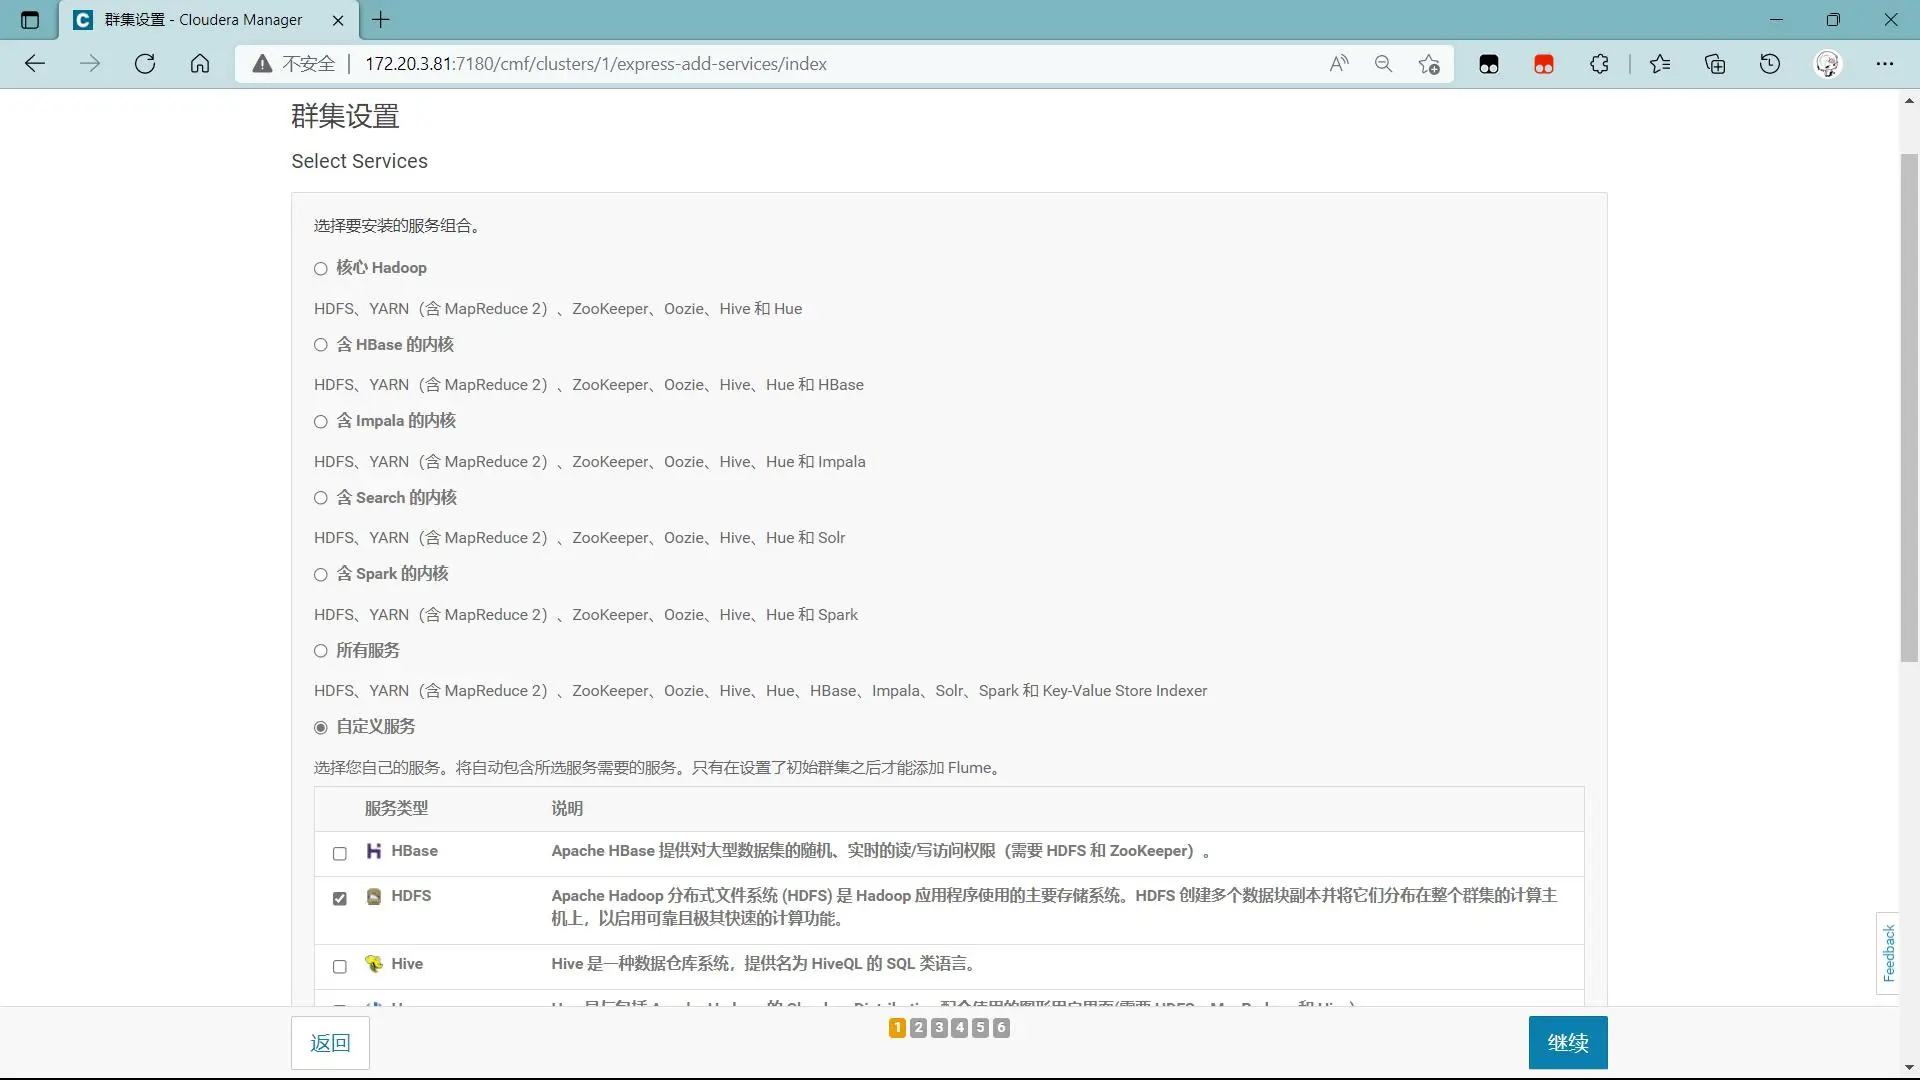 群集设置 - Cloudera Manager
不安全 | 172.20.3.81:7180/cmf/clusters/1/express-add-services/index
群集设置
Select Services
选择要安装的服务组合。
核心 Hadoop
HDFS、YARN（含 MapReduce 2）、ZooKeeper、Oozie、Hive 和 Hue
含 HBase 的内核
HDFS、YARN（含 MapReduce 2）、ZooKeeper、Oozie、Hive、Hue 和 HBase
含 Impala 的内核
HDFS、YARN（含 MapReduce 2）、ZooKeeper、Oozie、Hive、Hue 和 Impala
含 Search 的内核
HDFS、YARN（含 MapReduce 2）、ZooKeeper、Oozie、Hive、Hue 和 Solr
含 Spark 的内核
HDFS、YARN（含 MapReduce 2）、ZooKeeper、Oozie、Hive、Hue 和 Spark
所有服务
HDFS、YARN（含 MapReduce 2）、ZooKeeper、Oozie、Hive、Hue、HBase、Impala、Solr、Spark 和 Key-Value Store Indexer
自定义服务
选择您自己的服务。将自动包含所选服务需要的服务。只有在设置了初始群集之后才能添加 Flume。
服务类型 说明
HBase Apache HBase 提供对大型数据集的随机、实时的读/写访问权限（需要 HDFS 和 ZooKeeper）。
HDFS Apache Hadoop 分布式文件系统 (HDFS) 是 Hadoop 应用程序使用的主要存储系统。HDFS 创建多个数据块副本并将它们分布在整个群集的计算主
机上，以启用可靠且极其快速的计算功能。
Hive Hive 是一种数据仓库系统，提供名为 HiveQL 的 SQL 类语言。
Feedback
返回
1 2 3 4 5 6
继续